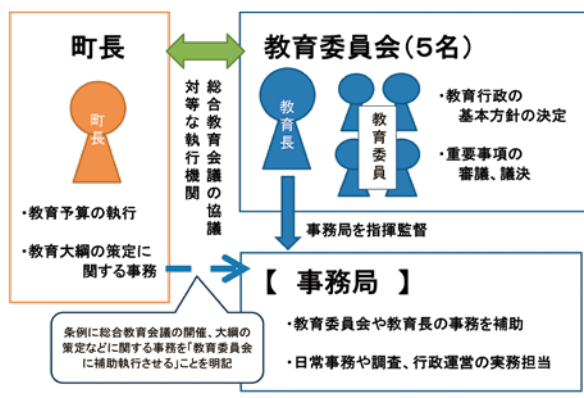 町長
町長
・教育予算の執行
・教育大綱の策定に
関する事務
総合教育会議の協議
対等な執行機関
教育委員会(5名)
教育長
教育委員
・教育行政の
基本方針の決定
・重要事項の
審議、議決
事務局を指揮監督
【 事務局 】
・教育委員会や教育長の事務を補助
・日常事務や調査、行政運営の実務担当
条例に総合教育会議の開催、大綱の
策定などに関する事務を「教育委員会
に補助執行させる」ことを明記